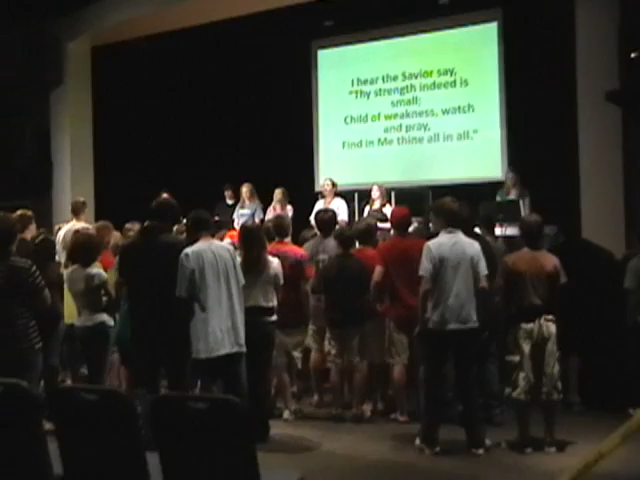 I hear the Savior say,
"Thy strength indeed is
small;
Child of weakness, watch
and pray,
Find in Me thine all in all."